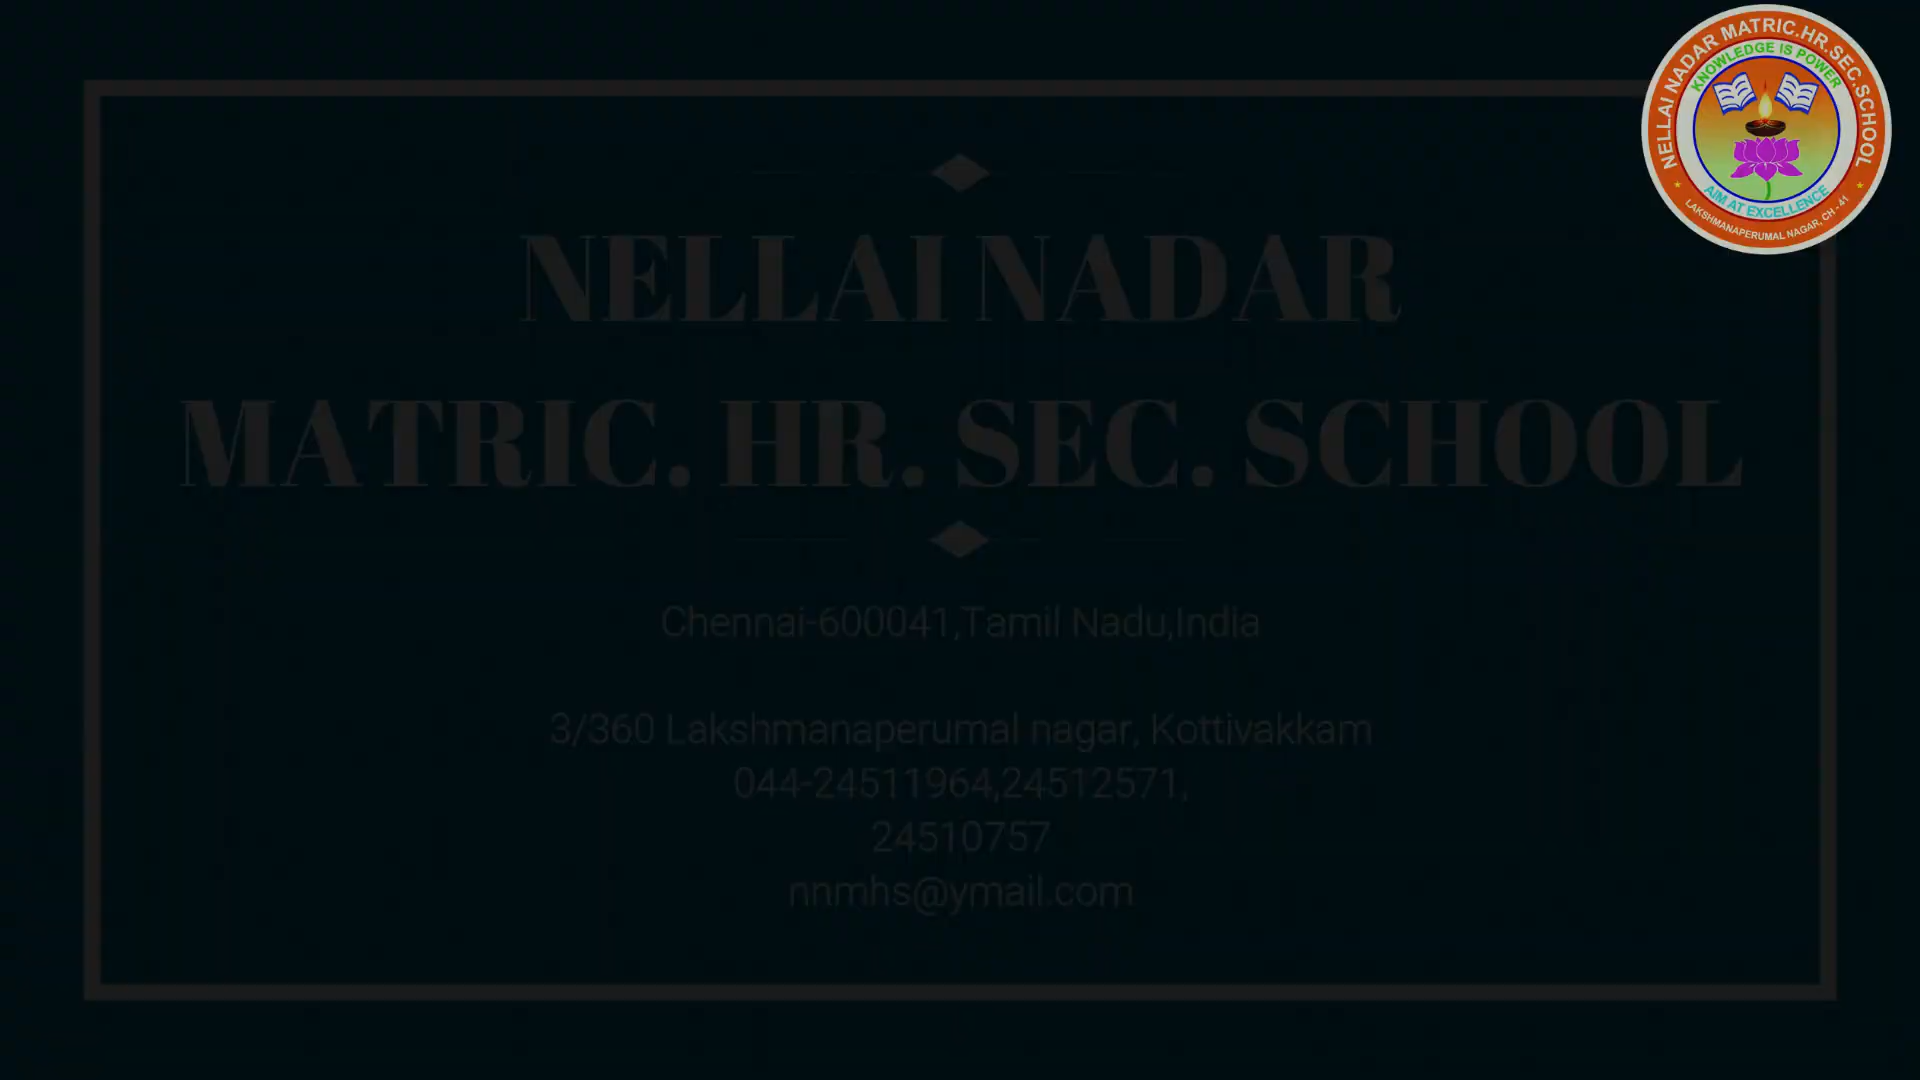 NELLAI NADAR MATRIC.HR.SEC.SCHOOL
KNOWLEDGE IS POWER
AIM AT EXCELLENCE
LAKSHMANAPERUMAL NAGAR, CH - 41
NELLAI NADAR
MATRIC. HR. SEC. SCHOOL
Chennai-600041,Tamil Nadu,India
3/360 Lakshmanaperumal nagar, Kottivakkam
044-24511964,24512571,
24510757
nnmhs@ymail.com